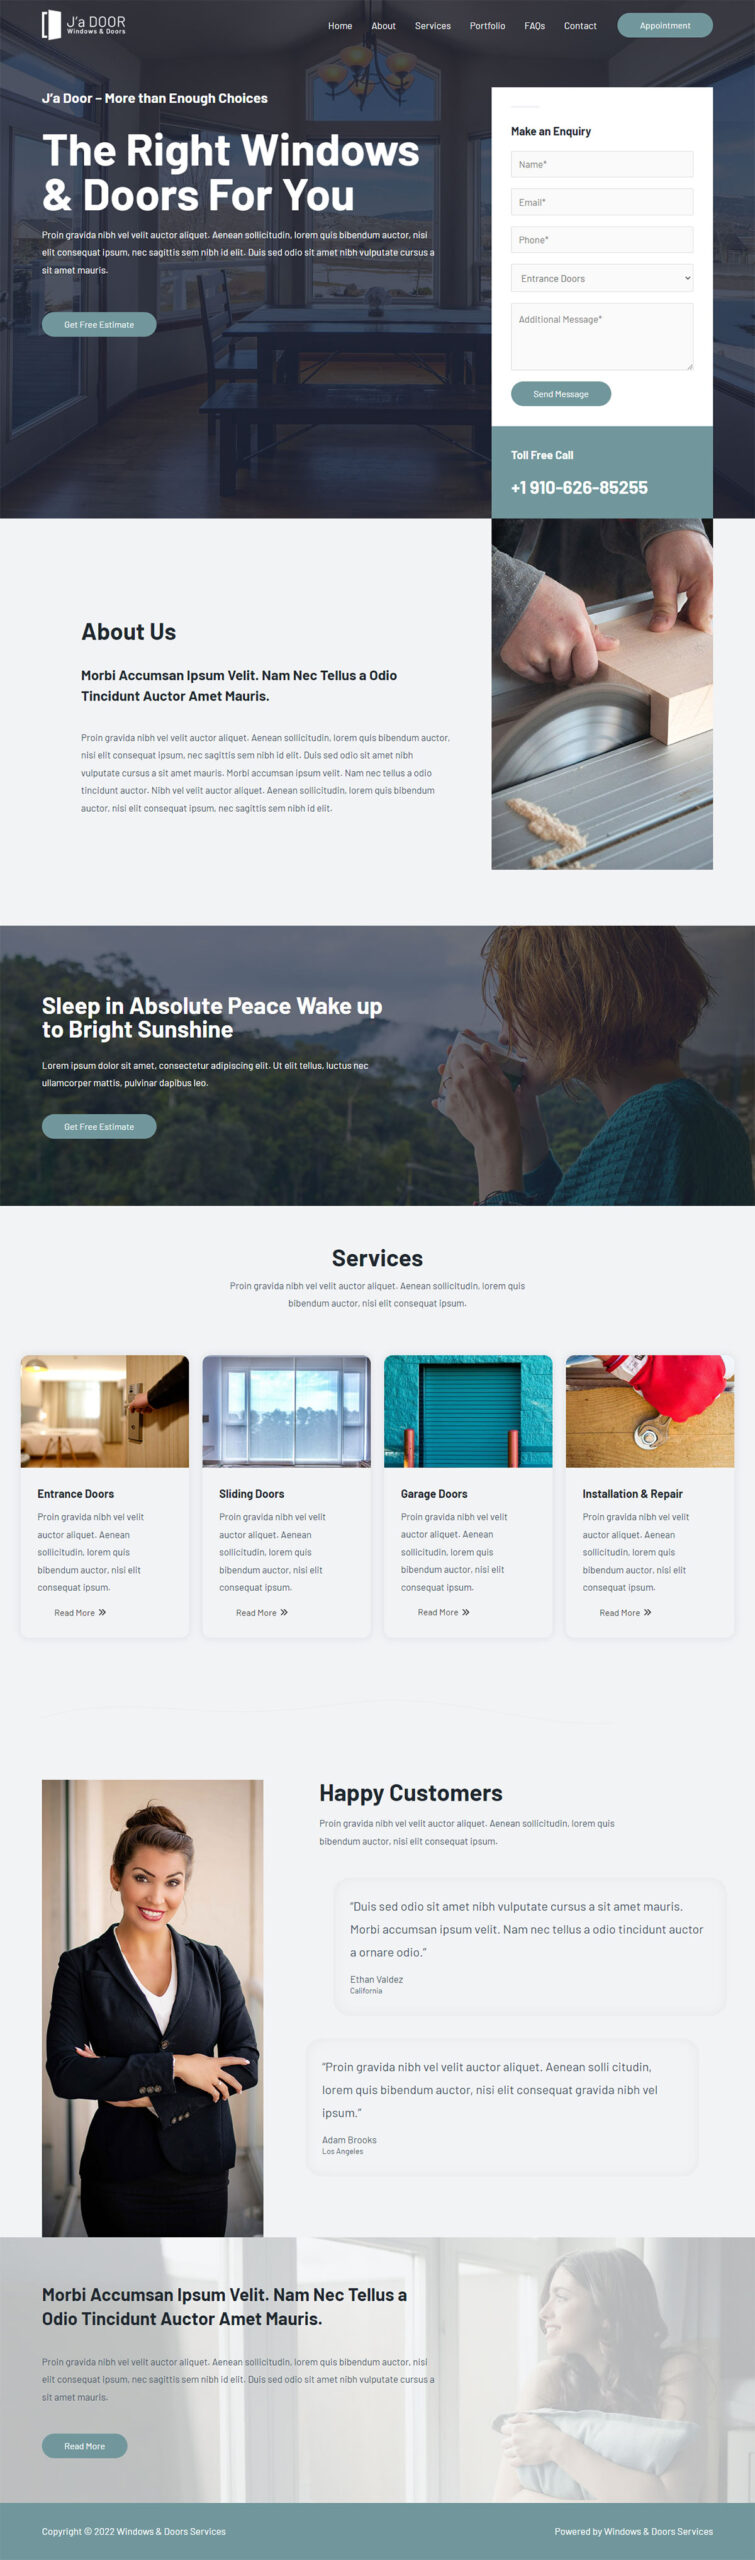 J'a DOOR
Windows & Doors
Home
About
Services
Portfolio
FAQs
Contact
Appointment
J'a Door – More than Enough Choices
The Right Windows
& Doors For You
Proin gravida nibh vel velit auctor aliquet. Aenean sollicitudin, lorem quis bibendum auctor, nisi
elit consequat ipsum, nec sagittis sem nibh id elit. Duis sed odio sit amet nibh vulputate cursus a
sit amet mauris.
Get Free Estimate
Make an Enquiry
Name*
Email*
Phone*
Entrance Doors
Additional Message*
Send Message
Toll Free Call
+1 910-626-85255
About Us
Morbi Accumsan Ipsum Velit. Nam Nec Tellus a Odio
Tincidunt Auctor Amet Mauris.
Proin gravida nibh vel velit auctor aliquet. Aenean sollicitudin, lorem quis bibendum auctor,
nisi elit consequat ipsum, nec sagittis sem nibh id elit. Duis sed odio sit amet nibh
vulputate cursus a sit amet mauris. Morbi accumsan ipsum velit. Nam nec tellus a odio
tincidunt auctor. Nibh vel velit auctor aliquet. Aenean sollicitudin, lorem quis bibendum
auctor, nisi elit consequat ipsum, nec sagittis sem nibh id elit.
Sleep in Absolute Peace Wake up
to Bright Sunshine
Lorem ipsum dolor sit amet, consectetur adipiscing elit. Ut elit tellus, luctus nec
ullamcorper mattis, pulvinar dapibus leo.
Get Free Estimate
Services
Proin gravida nibh vel velit auctor aliquet. Aenean sollicitudin, lorem quis
bibendum auctor, nisi elit consequat ipsum.
Entrance Doors
Proin gravida nibh vel velit
auctor aliquet. Aenean
sollicitudin, lorem quis
bibendum auctor, nisi elit
consequat ipsum.
Read More »
Sliding Doors
Proin gravida nibh vel velit
auctor aliquet. Aenean
sollicitudin, lorem quis
bibendum auctor, nisi elit
consequat ipsum.
Read More »
Garage Doors
Proin gravida nibh vel velit
auctor aliquet. Aenean
sollicitudin, lorem quis
bibendum auctor, nisi elit
consequat ipsum.
Read More »
Installation & Repair
Proin gravida nibh vel velit
auctor aliquet. Aenean
sollicitudin, lorem quis
bibendum auctor, nisi elit
consequat ipsum.
Read More »
Happy Customers
Proin gravida nibh vel velit auctor aliquet. Aenean sollicitudin, lorem quis
bibendum auctor, nisi elit consequat ipsum.
“Duis sed odio sit amet nibh vulputate cursus a sit amet mauris.
Morbi accumsan ipsum velit. Nam nec tellus a odio tincidunt auctor
a ornare odio.”
Ethan Valdez
California
“Proin gravida nibh vel velit auctor aliquet. Aenean solli citudin,
lorem quis bibendum auctor, nisi elit consequat gravida nibh vel
ipsum.”
Adam Brooks
Los Angeles
Morbi Accumsan Ipsum Velit. Nam Nec Tellus a
Odio Tincidunt Auctor Amet Mauris.
Proin gravida nibh vel velit auctor aliquet. Aenean sollicitudin, lorem quis bibendum auctor, nisi
elit consequat ipsum, nec sagittis sem nibh id elit. Duis sed odio sit amet nibh vulputate cursus a
sit amet mauris.
Read More
Copyright © 2022 Windows & Doors Services
Powered by Windows & Doors Services